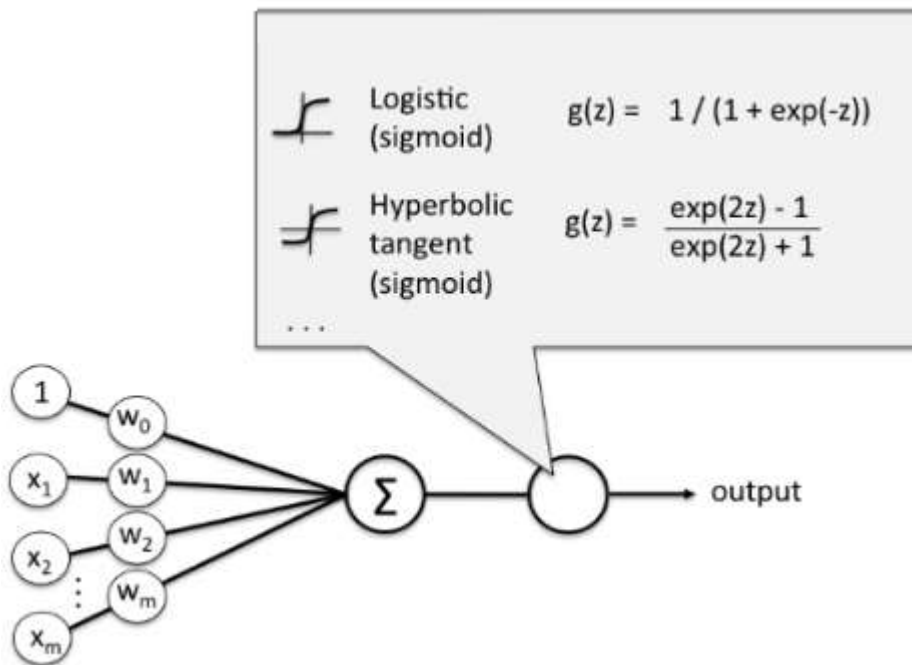 Logistic
(sigmoid)
g(z) = 1 / (1 + exp(-z))
Hyperbolic
tangent
(sigmoid)
g(z) = exp(2z) - 1
exp(2z) + 1
. . .
1
w₀
x₁
w₁
x₂
w₂
⋮
xₘ
wₘ
Σ
output